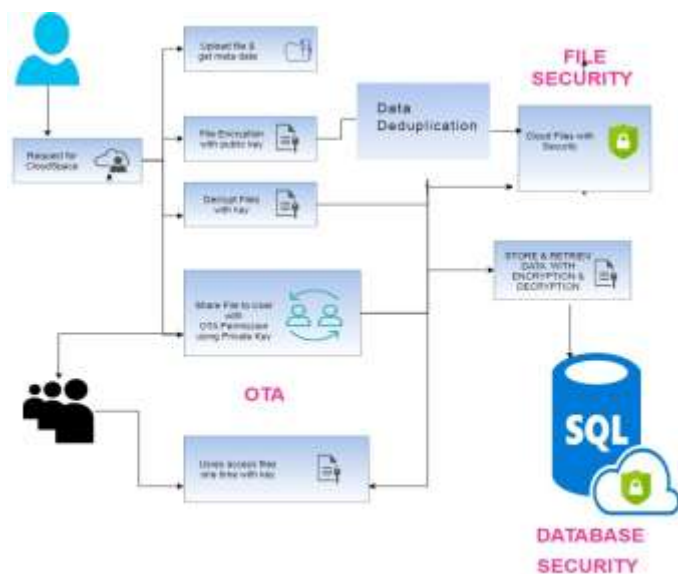 Upload file &
get meta date
FILE
SECURITY
Data
Deduplication
File Encryption
with public key
Cloud Files with
Security
Request for
CloudSpace
Decrypt Files
with key
STORE & RETRIEV
DATA WITH
ENCRYPTION &
DECRYPTION
Share File to User
with
OTA Permission
using Private Key
OTA
SQL
Users access files
one time with key
DATABASE
SECURITY